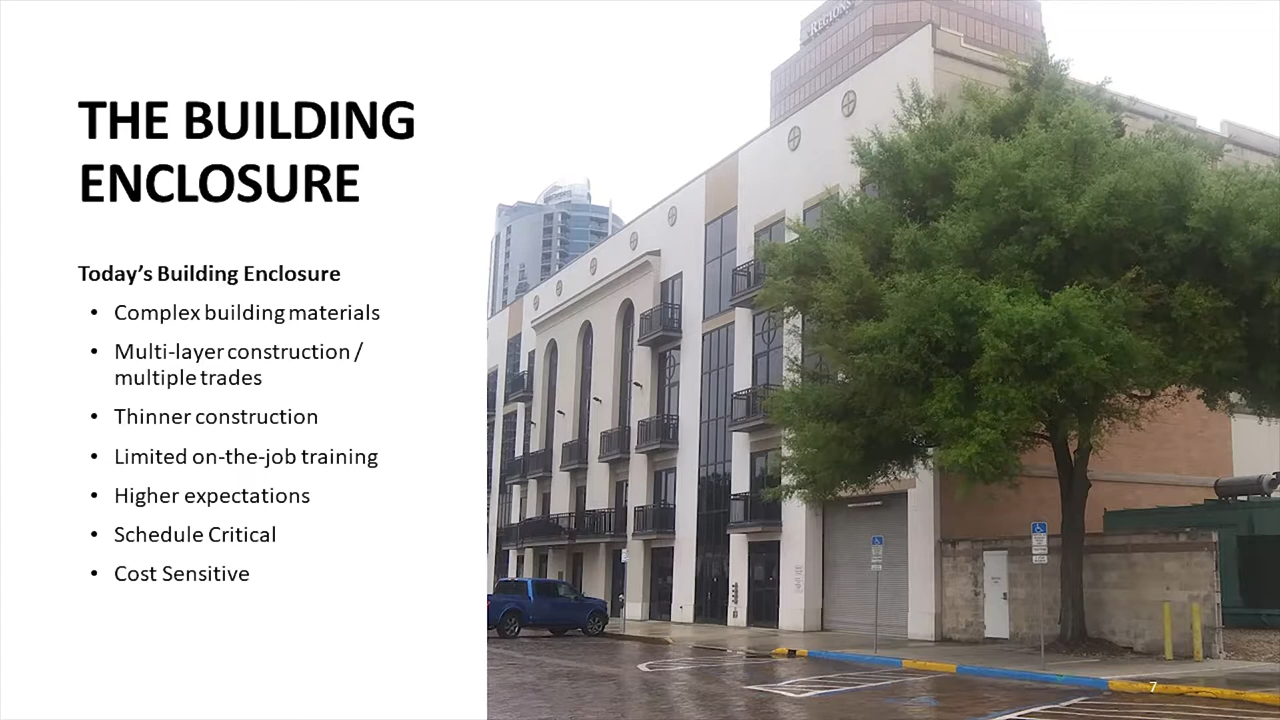 THE BUILDING
ENCLOSURE
Today’s Building Enclosure
• Complex building materials
• Multi-layer construction /
multiple trades
• Thinner construction
• Limited on-the-job training
• Higher expectations
• Schedule Critical
• Cost Sensitive
REGIONS
7